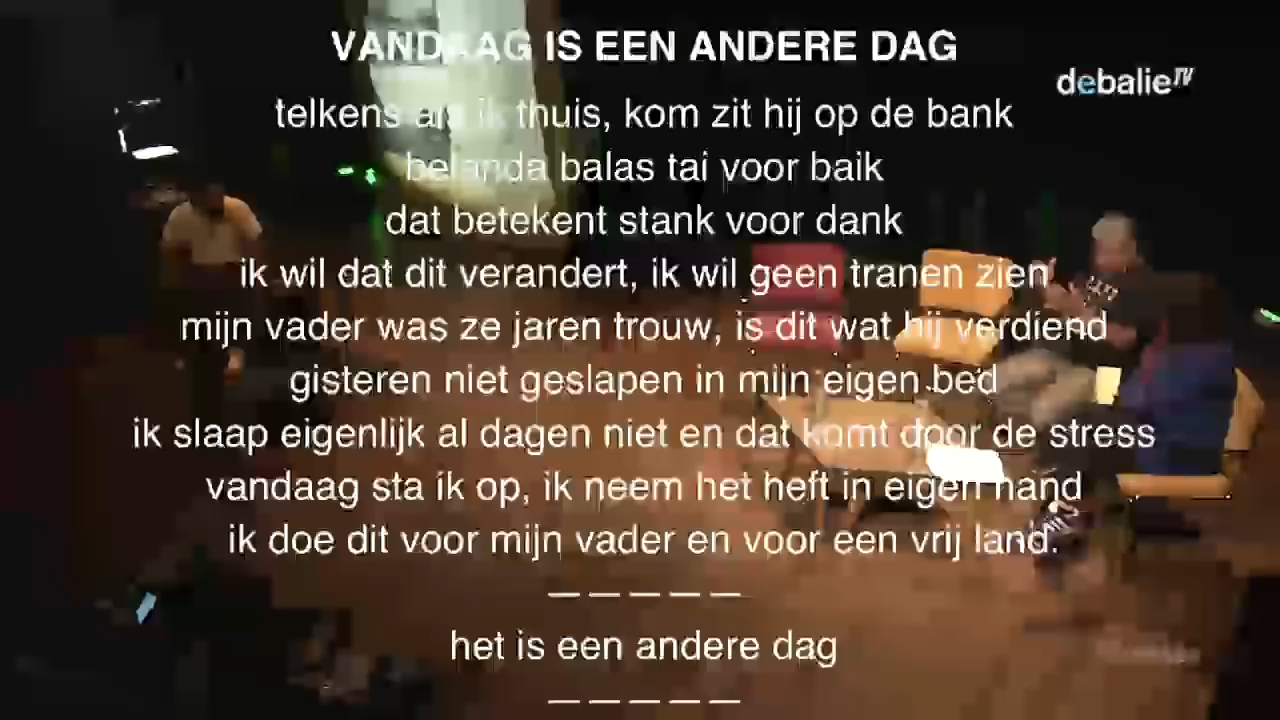 VANDAAG IS EEN ANDERE DAG
debalieTV
telkens als ik thuis, kom zit hij op de bank
belanda balas tai voor baik
dat betekent stank voor dank
ik wil dat dit verandert, ik wil geen tranen zien
mijn vader was ze jaren trouw, is dit wat hij verdiend
gisteren niet geslapen in mijn eigen bed
ik slaap eigenlijk al dagen niet en dat komt door de stress
vandaag sta ik op, ik neem het heft in eigen hand
ik doe dit voor mijn vader en voor een vrij land.
— — — — —
het is een andere dag
— — — — —